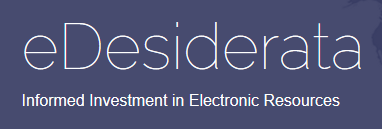 eDesiderata
Informed Investment in Electronic Resources